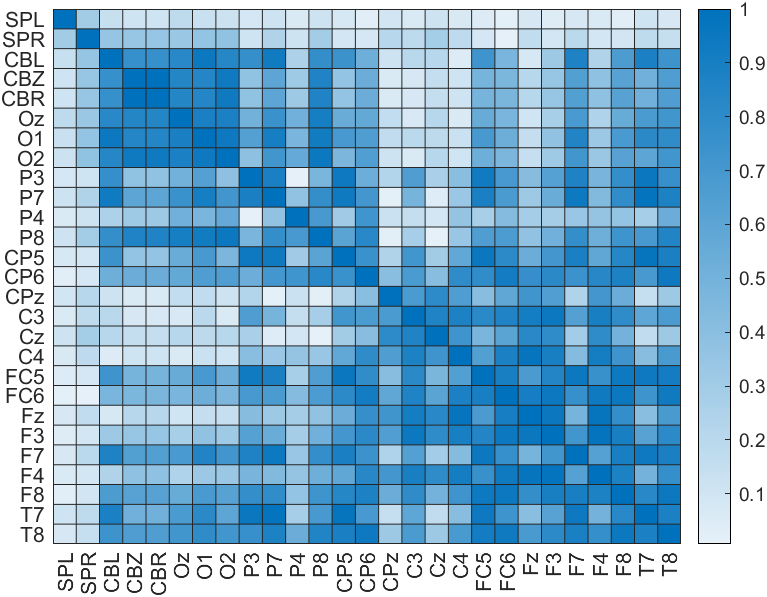 SPL
SPR
CBL
CBZ
CBR
Oz
O1
O2
P3
P7
P4
P8
CP5
CP6
CPz
C3
Cz
C4
FC5
FC6
Fz
F3
F7
F4
F8
T7
T8
SPL SPR CBL CBZ CBR Oz O1 O2 P3 P7 P4 P8 CP5 CP6 CPz C3 Cz C4 FC5 FC6 Fz F3 F7 F4 F8 T7 T8
1
0.9
0.8
0.7
0.6
0.5
0.4
0.3
0.2
0.1